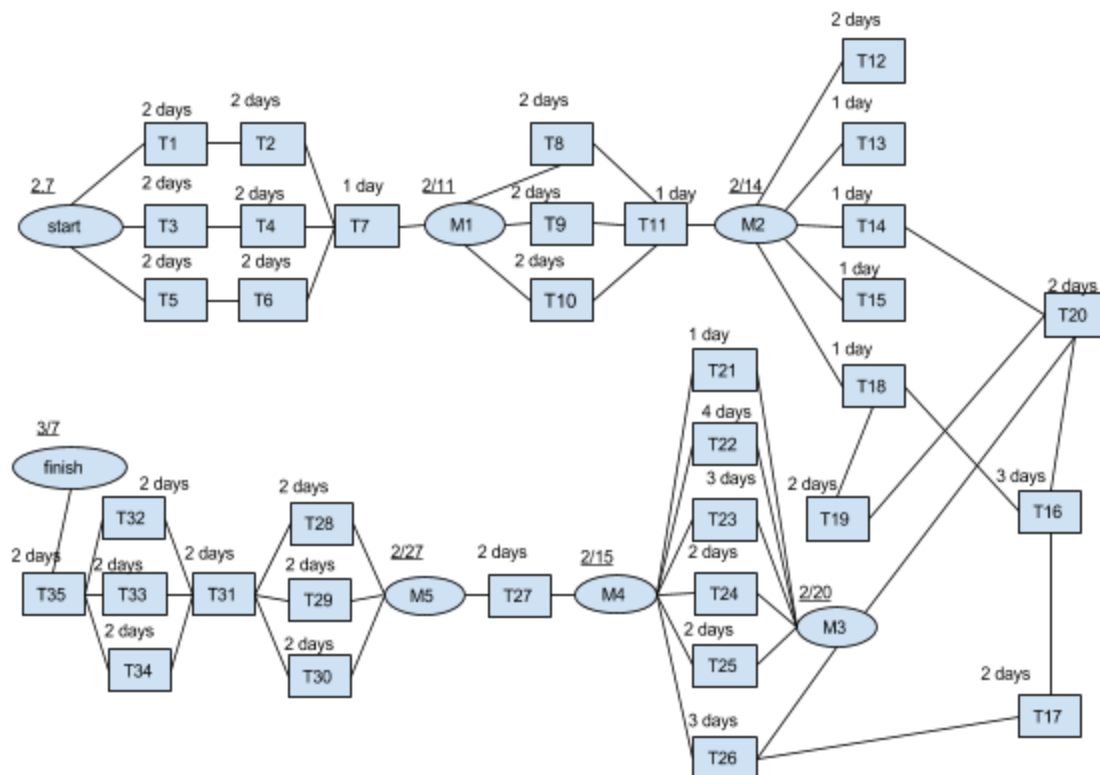 2 days
T12
2 days
2 days
2 days
1 day
T1
T2
T8
T13
2.7
2 days
2 days
1 day
2/11
2 days
1 day
2/14
1 day
start
T3
T4
T7
M1
T9
T11
M2
T14
2 days
2 days
2 days
1 day
2 days
T5
T6
T10
T15
T20
1 day
1 day
T21
T18
3/7
4 days
finish
T22
2 days
2 days
3 days
2 days
3 days
T32
T28
T23
T19
T16
2 days
2 days
2 days
2/27
2 days
2/15
2 days
T35
T33
T31
2 days
T29
M5
T27
M4
T24
2/20
M3
2 days
2 days
2 days
T34
T30
T25
2 days
3 days
T17
T26